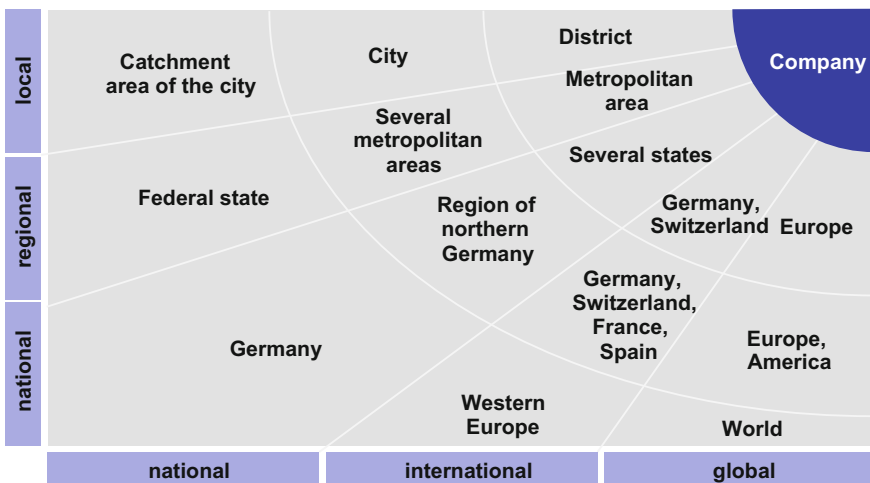 local
regional
national
Catchment
area of the city
City
District
Company
Metropolitan
area
Several
metropolitan
areas
Several states
Federal state
Region of
northern
Germany
Germany,
Switzerland
Europe
Germany,
Switzerland,
France,
Spain
Germany
Europe,
America
Western
Europe
World
national
international
global